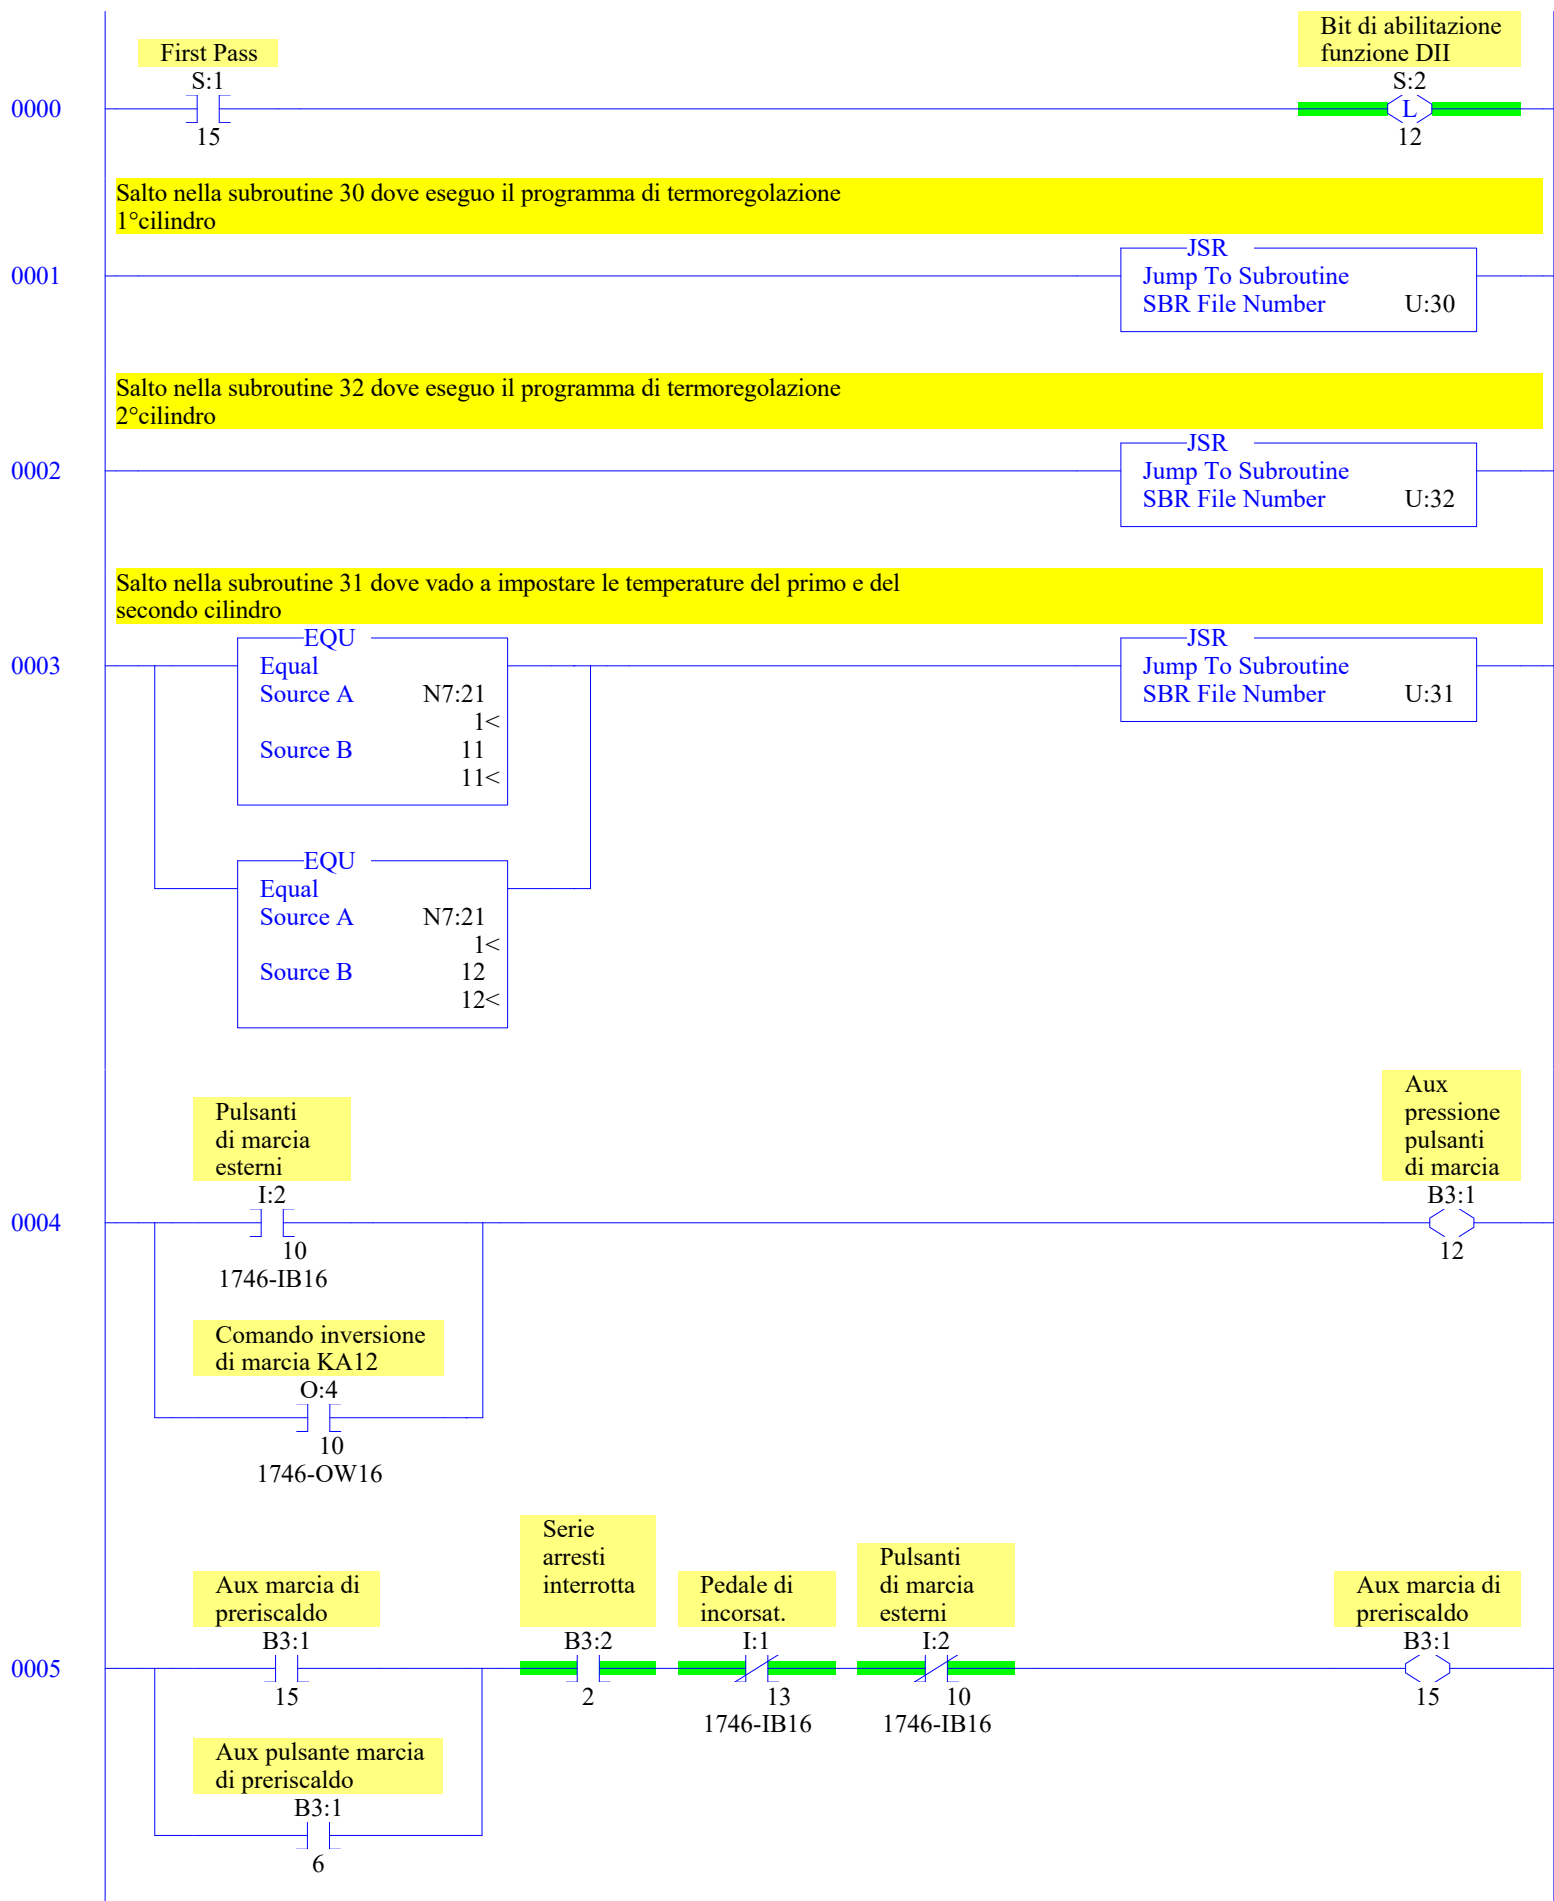 First Pass
S:1
15
Bit di abilitazione
funzione DII
S:2
L
12
0000
Salto nella subroutine 30 dove eseguo il programma di termoregolazione
1°cilindro
0001
JSR
Jump To Subroutine
SBR File Number U:30
Salto nella subroutine 32 dove eseguo il programma di termoregolazione
2°cilindro
0002
JSR
Jump To Subroutine
SBR File Number U:32
Salto nella subroutine 31 dove vado a impostare le temperature del primo e del
secondo cilindro
0003
EQU
Equal
Source A N7:21
1<
Source B 11
11<
JSR
Jump To Subroutine
SBR File Number U:31
EQU
Equal
Source A N7:21
1<
Source B 12
12<
0004
Pulsanti
di marcia
esterni
I:2
10
1746-IB16
Aux
pressione
pulsanti
di marcia
B3:1
12
Comando inversione
di marcia KA12
O:4
10
1746-OW16
0005
Aux marcia di
preriscaldo
B3:1
15
Serie
arresti
interrotta
B3:2
2
Pedale di
incorsat.
I:1
13
1746-IB16
Pulsanti
di marcia
esterni
I:2
10
1746-IB16
Aux marcia di
preriscaldo
B3:1
15
Aux pulsante marcia
di preriscaldo
B3:1
6